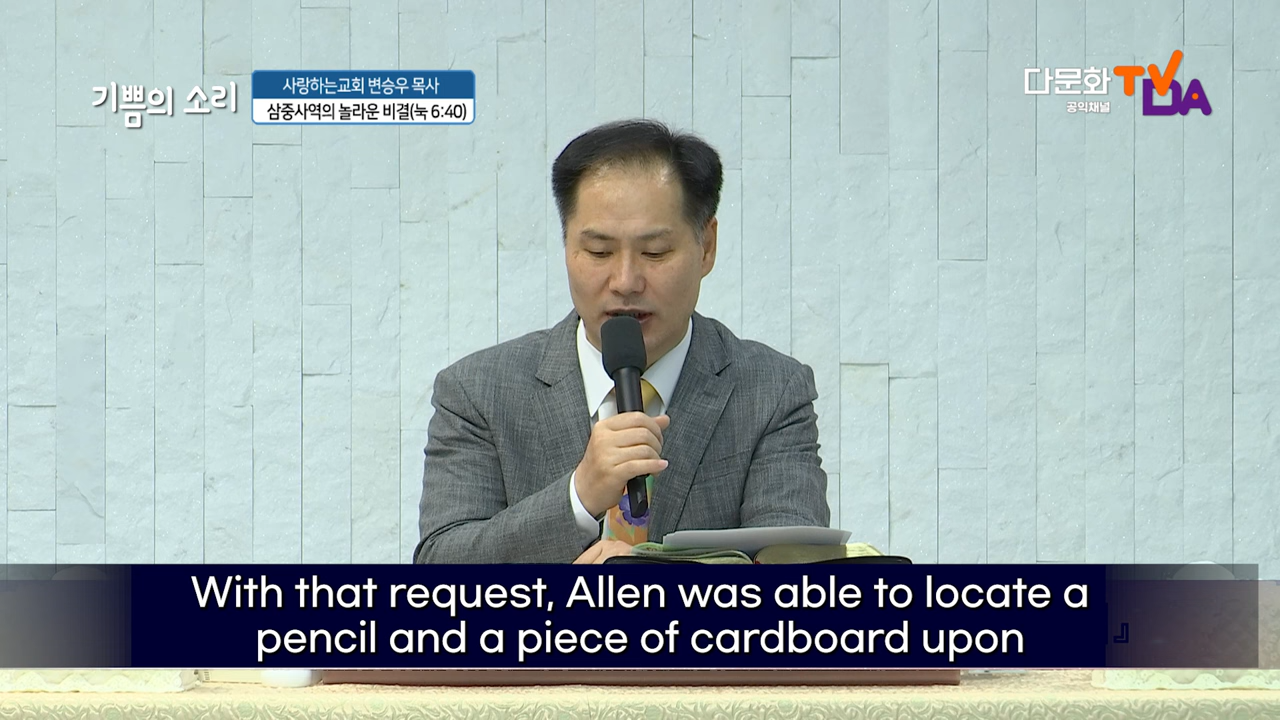 기쁨의 소리
사랑하는교회 변승우 목사
삼중사역의 놀라운 비결(눅 6:40)
다문화 TV
공익채널 DA
With that request, Allen was able to locate a
pencil and a piece of cardboard upon
』